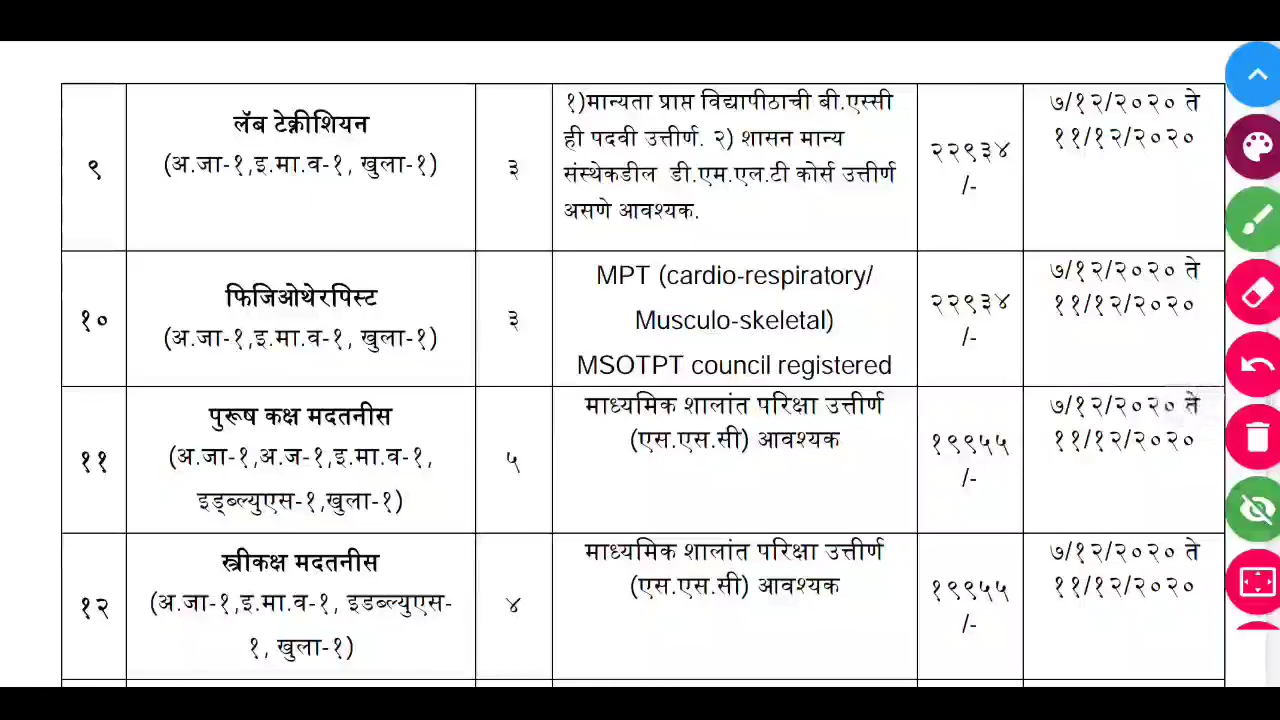 ९
लॅब टेक्नीशियन
(अ.जा-१,इ.मा.व-१, खुला-१)
३
१)मान्यता प्राप्त विद्यापीठाची बी.एस्सी
ही पदवी उत्तीर्ण. २) शासन मान्य
संस्थेकडील डी.एम.एल.टी कोर्स उत्तीर्ण
असणे आवश्यक.
२२९३४
/-
७/१२/२०२० ते
११/१२/२०२०
१०
फिजिओथेरपिस्ट
(अ.जा-१,इ.मा.व-१, खुला-१)
३
MPT (cardio-respiratory/
Musculo-skeletal)
MSOTPT council registered
२२९३४
/-
७/१२/२०२० ते
११/१२/२०२०
११
पुरूष कक्ष मदतनीस
(अ.जा-१,अ.ज-१,इ.मा.व-१,
इड्ब्ल्युएस-१,खुला-१)
५
माध्यमिक शालांत परिक्षा उत्तीर्ण
(एस.एस.सी) आवश्यक
१९९५५
/-
७/१२/२०२० ते
११/१२/२०२०
१२
स्त्रीकक्ष मदतनीस
(अ.जा-१,इ.मा.व-१, इडब्ल्युएस-
१, खुला-१)
४
माध्यमिक शालांत परिक्षा उत्तीर्ण
(एस.एस.सी) आवश्यक
१९९५५
/-
७/१२/२०२० ते
११/१२/२०२०